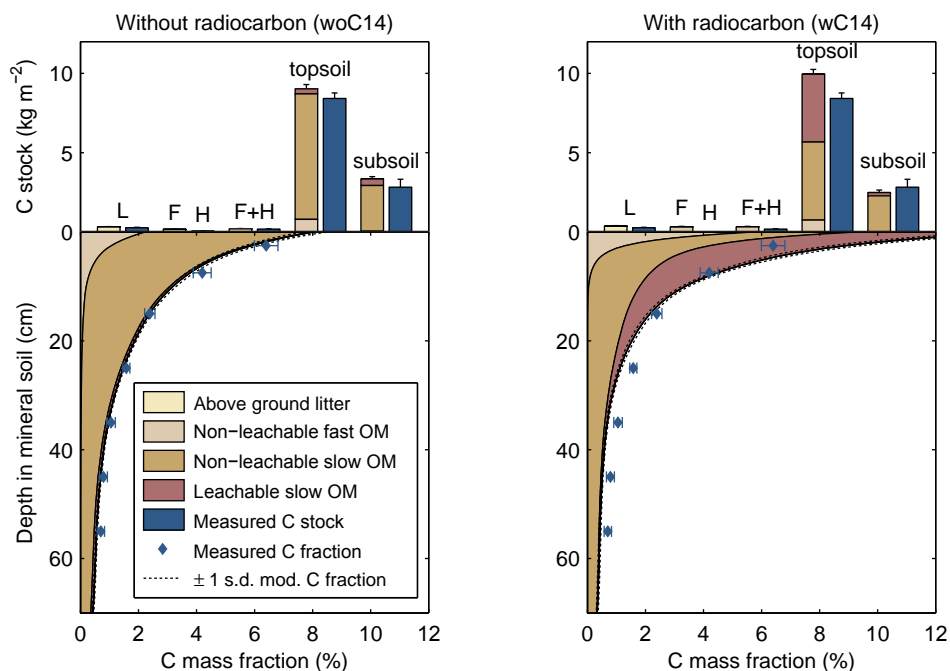 Without radiocarbon (woC14)
With radiocarbon (wC14)
C stock (kg m−2)
10
5
0
L
F
H
F+H
topsoil
subsoil
10
5
0
L
F
H
F+H
topsoil
subsoil
Depth in mineral soil (cm)
20
40
60
20
40
60
Above ground litter
Non−leachable fast OM
Non−leachable slow OM
Leachable slow OM
Measured C stock
Measured C fraction
± 1 s.d. mod. C fraction
0 2 4 6 8 10 12
0 2 4 6 8 10 12
C mass fraction (%)
C mass fraction (%)